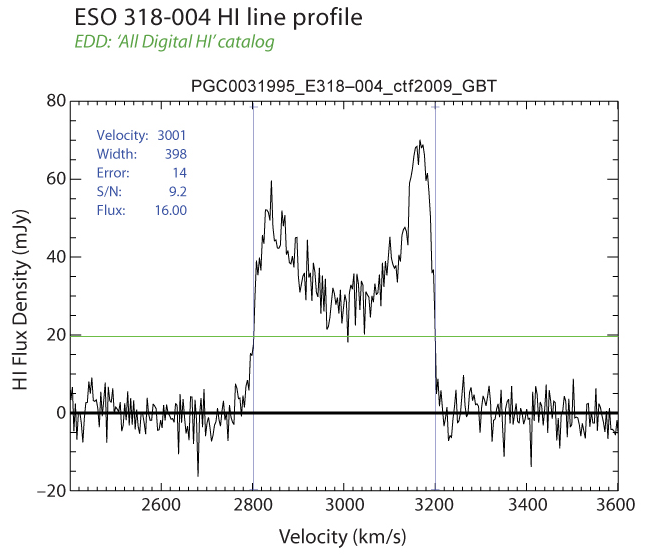 ESO 318-004 HI line profile
EDD: ‘All Digital HI’ catalog
PGC0031995_E318−004_ctf2009_GBT
80
60
40
20
0
−20
HI Flux Density (mJy)
Velocity: 3001
Width: 398
Error: 14
S/N: 9.2
Flux: 16.00
2600 2800 3000 3200 3400 3600
Velocity (km/s)